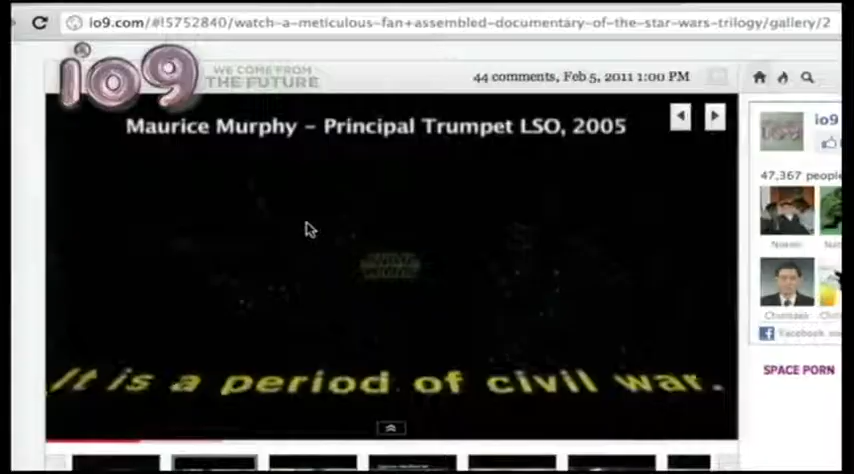 io9.com/#!5752840/watch-a-meticulous-fan+assembled-documentary-of-the-star-wars-trilogy/gallery/2
io9
WE COME FROM
THE FUTURE
44 comments, Feb 5, 2011 1:00 PM
Maurice Murphy – Principal Trumpet LSO, 2005
io9
47,367 people
It is a period of civil war.
Facebook
SPACE PORN